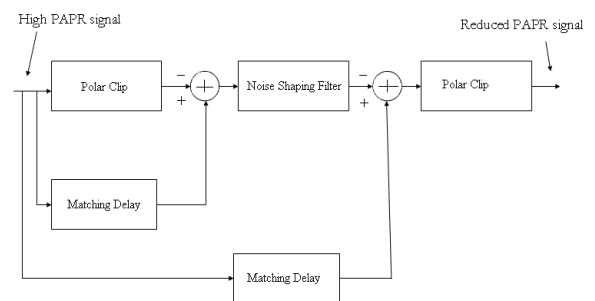 High PAPR signal
Reduced PAPR signal
Polar Clip
−
+
+
Noise Shaping Filter
−
+
+
Polar Clip
Matching Delay
Matching Delay